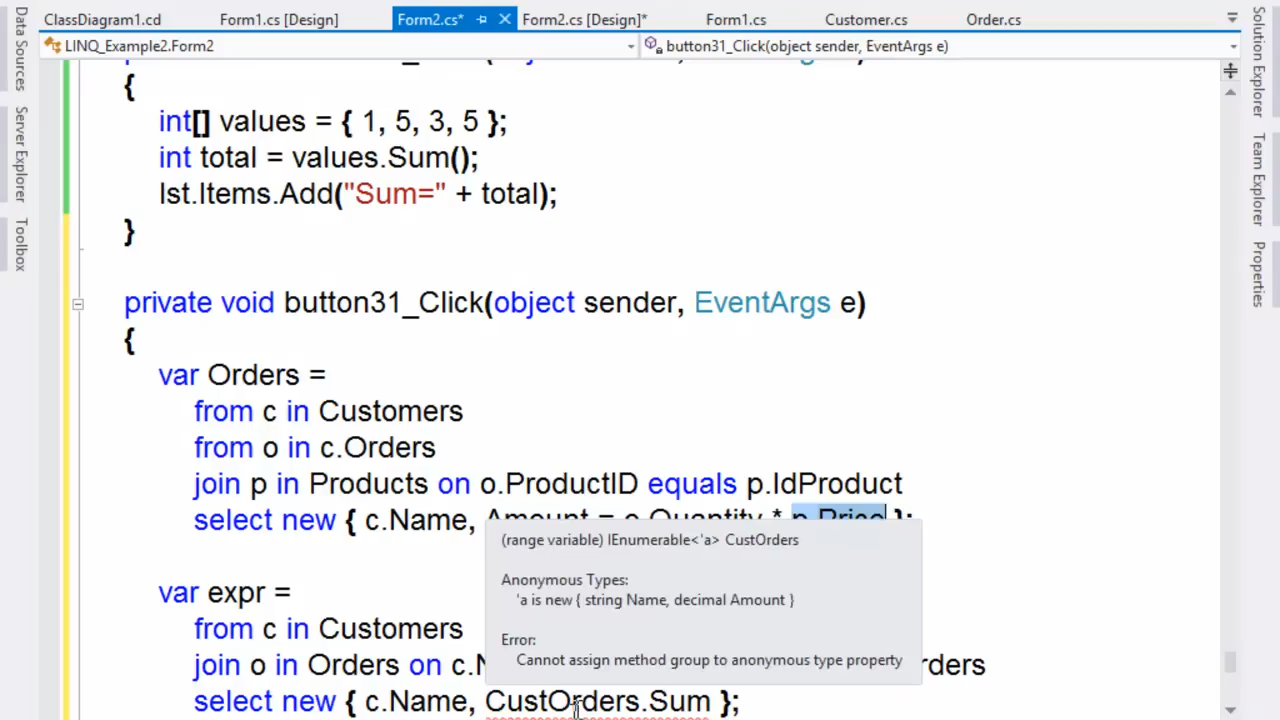 ClassDiagram1.cd Form1.cs [Design] Form2.cs* Form2.cs [Design]* Form1.cs Customer.cs Order.cs
LINQ_Example2.Form2 button31_Click(object sender, EventArgs e)
Data Sources
Server Explorer
Toolbox
Solution Explorer
Team Explorer
Properties
{
int[] values = { 1, 5, 3, 5 };
int total = values.Sum();
lst.Items.Add("Sum=" + total);
}
private void button31_Click(object sender, EventArgs e)
{
var Orders =
from c in Customers
from o in c.Orders
join p in Products on o.ProductID equals p.IdProduct
select new { c.Name, Amount = o.Quantity * p.Price };
(range variable) IEnumerable<'a> CustOrders
Anonymous Types:
'a is new { string Name, decimal Amount }
Error:
Cannot assign method group to anonymous type property
var expr =
from c in Customers
join o in Orders on c.N rders
select new { c.Name, CustOrders.Sum };